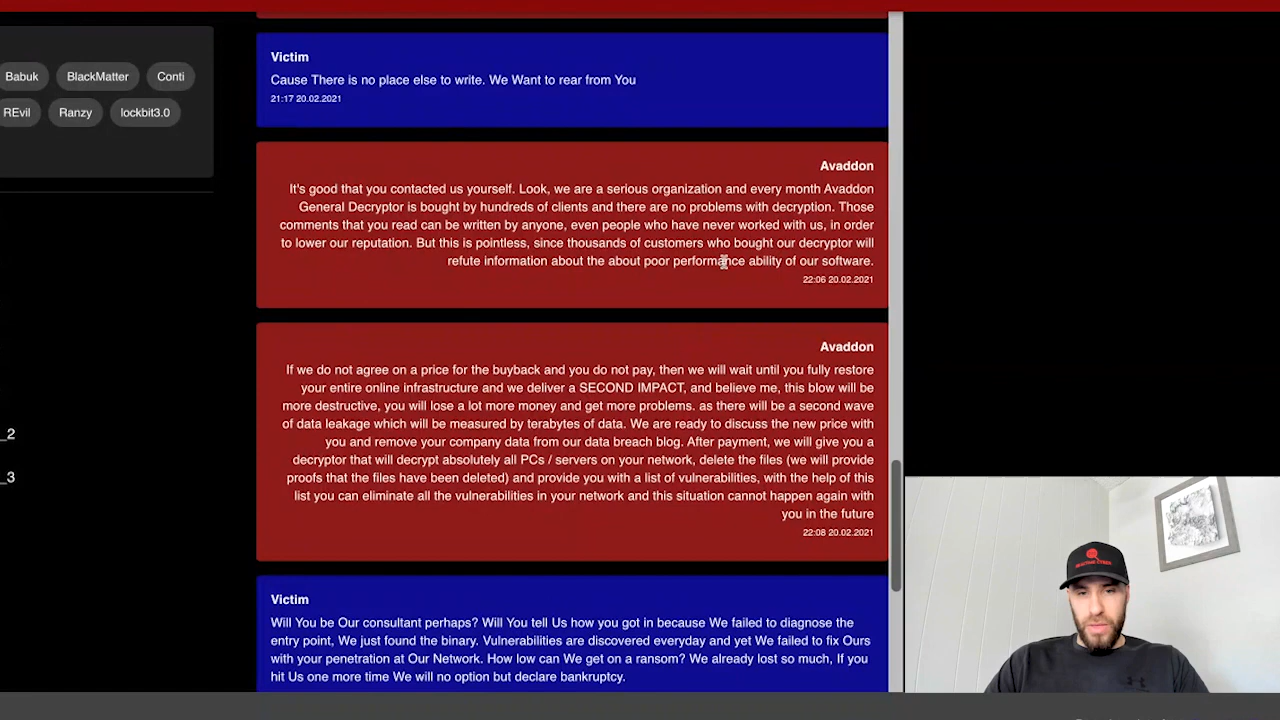 Babuk
BlackMatter
Conti
REvil
Ranzy
lockbit3.0
_2
_3
Victim
Cause There is no place else to write. We Want to rear from You
21:17 20.02.2021
Avaddon
It's good that you contacted us yourself. Look, we are a serious organization and every month Avaddon
General Decryptor is bought by hundreds of clients and there are no problems with decryption. Those
comments that you read can be written by anyone, even people who have never worked with us, in order
to lower our reputation. But this is pointless, since thousands of customers who bought our decryptor will
refute information about the about poor performance ability of our software.
22:06 20.02.2021
Avaddon
If we do not agree on a price for the buyback and you do not pay, then we will wait until you fully restore
your entire online infrastructure and we deliver a SECOND IMPACT, and believe me, this blow will be
more destructive, you will lose a lot more money and get more problems. as there will be a second wave
of data leakage which will be measured by terabytes of data. We are ready to discuss the new price with
you and remove your company data from our data breach blog. After payment, we will give you a
decryptor that will decrypt absolutely all PCs / servers on your network, delete the files (we will provide
proofs that the files have been deleted) and provide you with a list of vulnerabilities, with the help of this
list you can eliminate all the vulnerabilities in your network and this situation cannot happen again with
you in the future
22:08 20.02.2021
Victim
Will You be Our consultant perhaps? Will You tell Us how you got in because We failed to diagnose the
entry point, We just found the binary. Vulnerabilities are discovered everyday and yet We failed to fix Ours
with your penetration at Our Network. How low can We get on a ransom? We already lost so much, If you
hit Us one more time We will no option but declare bankruptcy.